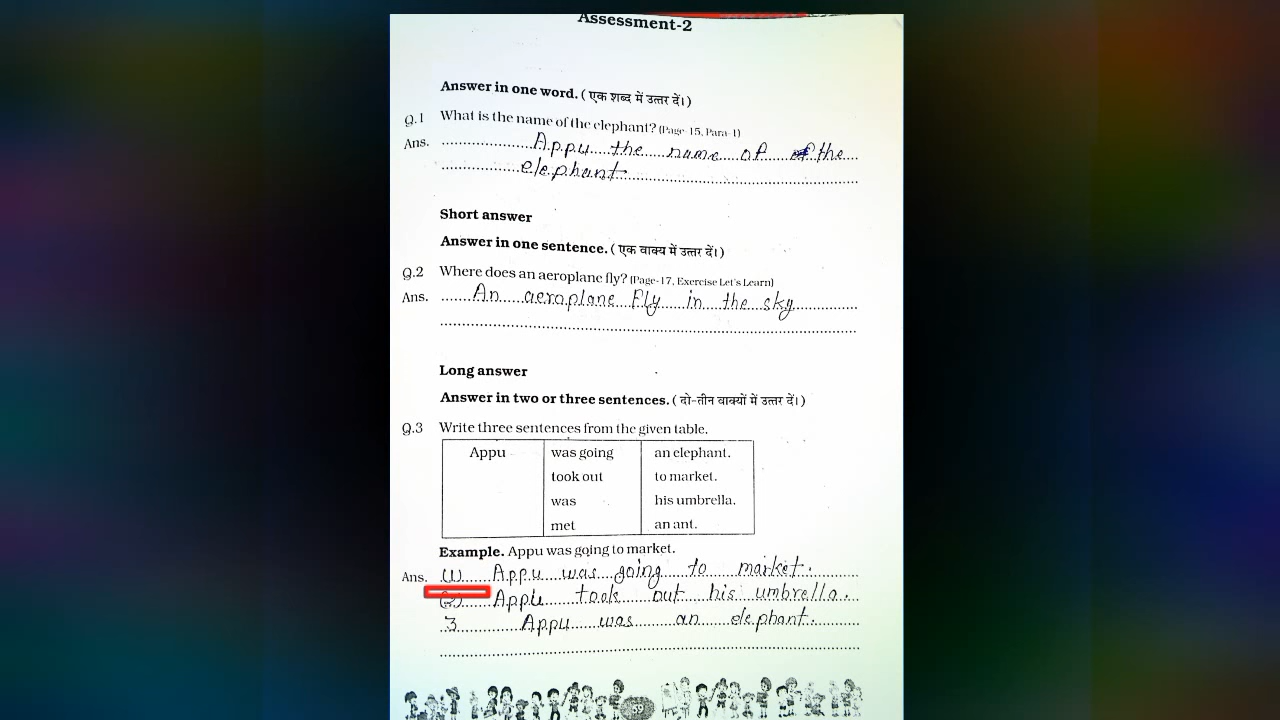 Assessment-2
Answer in one word. ( एक शब्द में उत्तर दें। )
Q.1 What is the name of the elephant? (Page-15, Para-1)
Ans. Appu the name of of the
elephant
Short answer
Answer in one sentence. ( एक वाक्य में उत्तर दें। )
Q.2 Where does an aeroplane fly? (Page-17, Exercise Let's Learn)
Ans. An aeroplane fly in the sky
Long answer
Answer in two or three sentences. ( दो-तीन वाक्यों में उत्तर दें। )
Q.3 Write three sentences from the given table.
Appu was going an elephant.
took out to market.
was his umbrella.
met an ant.
Example. Appu was going to market.
Ans. (1) Appu was going to market.
(2) Appu took out his umbrella.
3 Appu was an elephant.
53